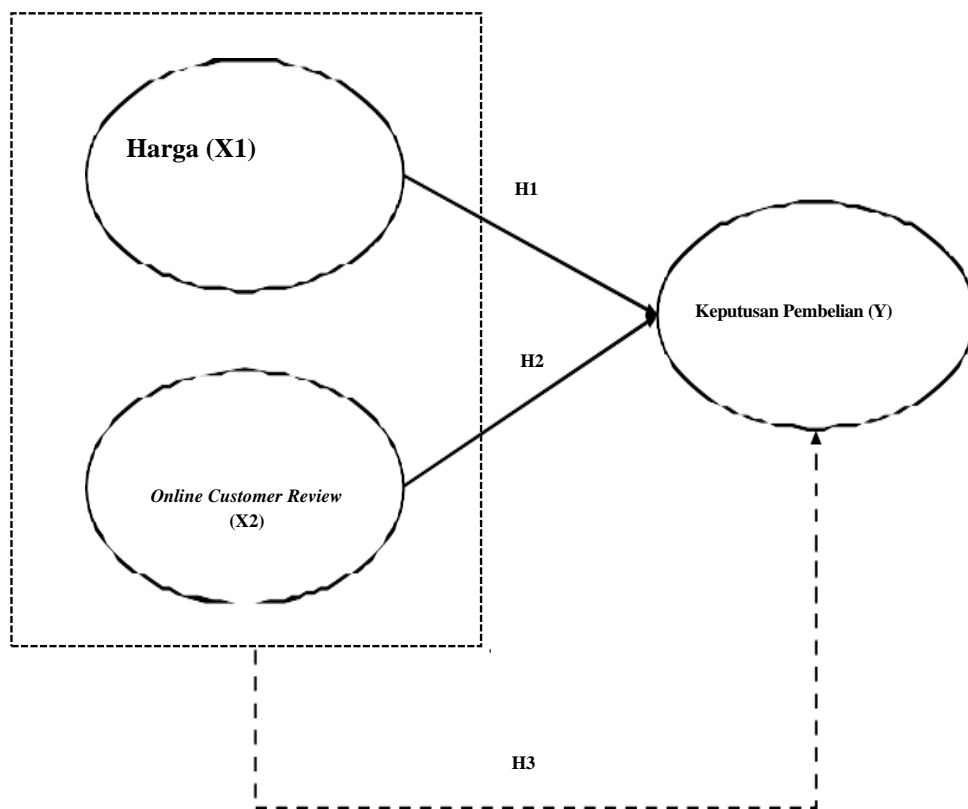 Harga (X1)
H1
Keputusan Pembelian (Y)
H2
Online Customer Review
(X2)
H3